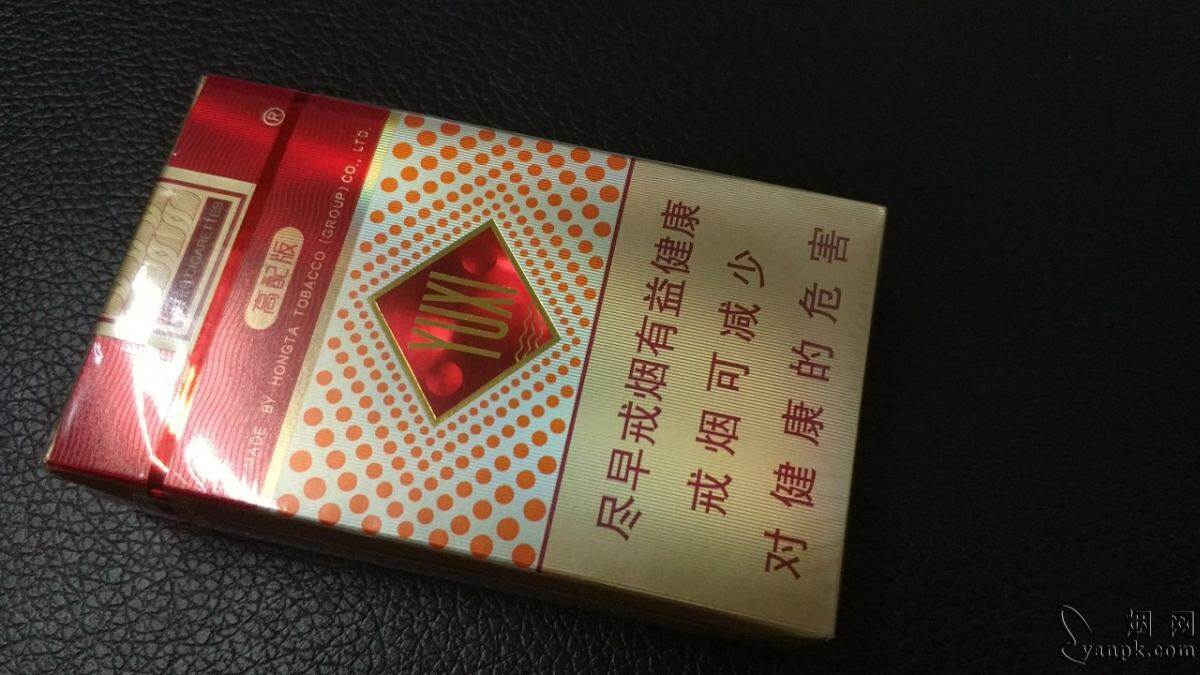 ®
CIGARETTES
高配版
MADE BY HONGTA TOBACCO (GROUP) CO., LTD.
YUXI
尽早戒烟有益健康
戒烟可减少
对健康的危害
烟网
yanpk.com